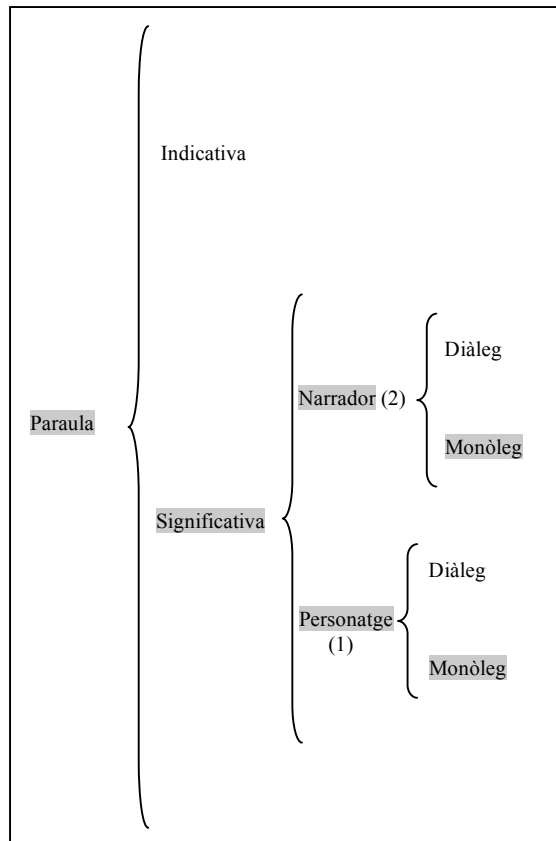 Indicativa
Diàleg
Narrador (2)
Paraula
Monòleg
Significativa
Diàleg
Personatge
(1)
Monòleg